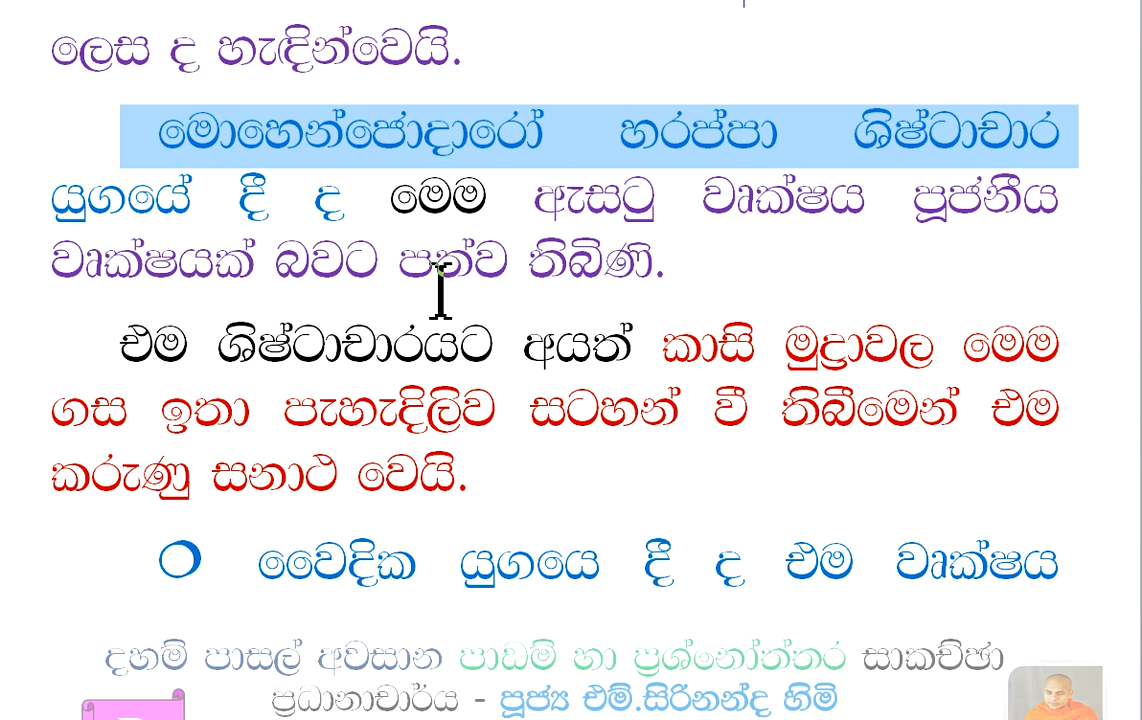 ලෙස ද හැඳින්වෙයි.
මොහෙන්ජොදාරෝ හරප්පා ශිෂ්ටාචාර
යුගයේ දී ද මෙම ඇසටු වෘක්ෂය පූජනීය
වෘක්ෂයක් බවට පත්ව තිබිණි.
එම ශිෂ්ටාචාරයට අයත් කාසි මුද්‍රාවල මෙම
ගස ඉතා පැහැදිලිව සටහන් වී තිබීමෙන් එම
කරුණු සනාථ වෙයි.
වෛදික යුගයෙ දී ද එම වෘක්ෂය
දහම් පාසල් අවසාන පාඩම් හා ප්‍රශ්නෝත්තර සාකච්ඡා
ප්‍රධානාචාර්ය - පූජ්‍ය එම්.සිරිනන්ද හිමි